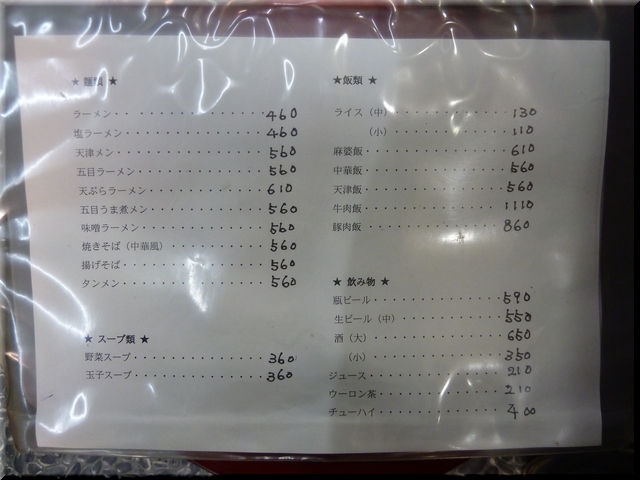 ★ 麺類 ★
ラーメン・・・・・・・・・・・・・・・・460
塩ラーメン・・・・・・・・・・・・・・・460
天津メン・・・・・・・・・・・・・・・・560
五目ラーメン・・・・・・・・・・・・・・560
天ぷらラーメン・・・・・・・・・・・・・610
五目うま煮メン・・・・・・・・・・・・・560
味噌ラーメン・・・・・・・・・・・・・・560
焼きそば（中華風）・・・・・・・・・・・560
揚げそば・・・・・・・・・・・・・・・・560
タンメン・・・・・・・・・・・・・・・・560
★ スープ類 ★
野菜スープ・・・・・・・・・・・・・・・360
玉子スープ・・・・・・・・・・・・・・・360
★飯類 ★
ライス（中）・・・・・・・・・・・・・130
（小）・・・・・・・・・・・・・110
麻婆飯・・・・・・・・・・・・・・・・610
中華飯・・・・・・・・・・・・・・・・560
天津飯・・・・・・・・・・・・・・・・560
牛肉飯・・・・・・・・・・・・・・・・1110
豚肉飯・・・・・・・・・・・・・・・・860
★ 飲み物 ★
瓶ビール・・・・・・・・・・・・・・・590
生ビール（中）・・・・・・・・・・・・550
酒（大）・・・・・・・・・・・・・・・650
（小）・・・・・・・・・・・・・・・350
ジュース・・・・・・・・・・・・・・・210
ウーロン茶・・・・・・・・・・・・・・210
チューハイ・・・・・・・・・・・・・・400